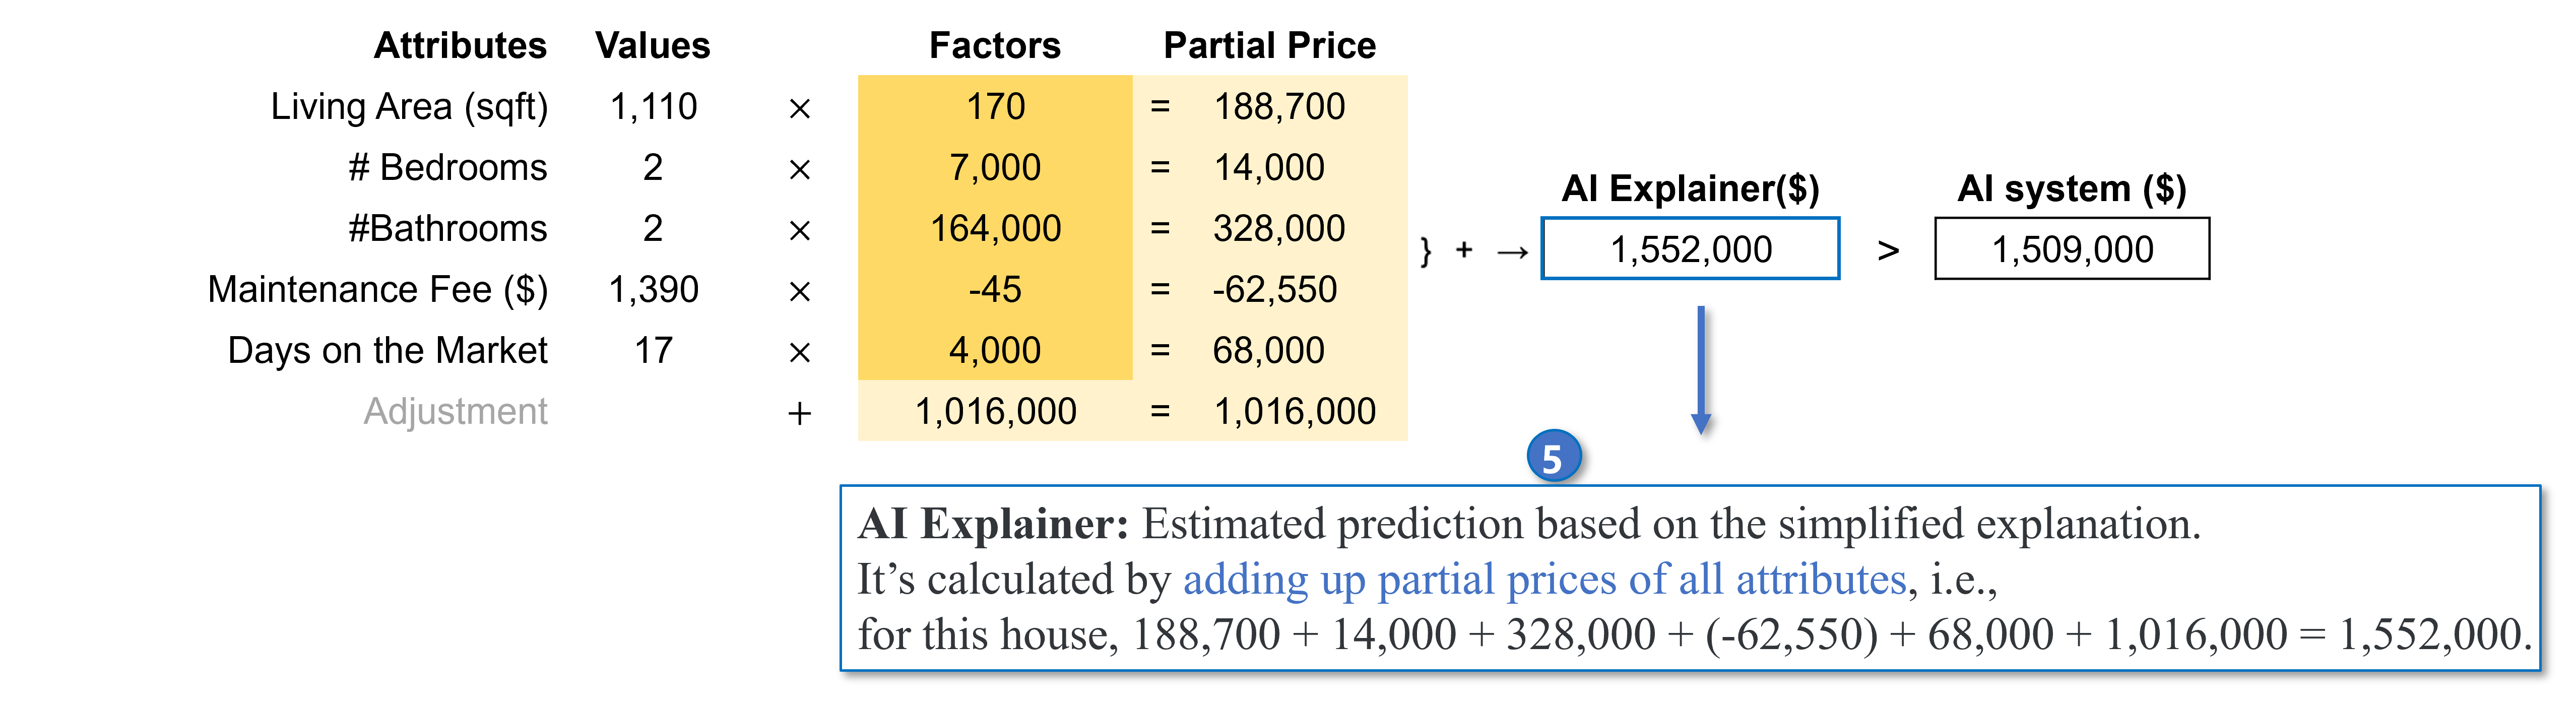 Attributes Values Factors Partial Price
Living Area (sqft) 1,110 × 170 = 188,700
# Bedrooms 2 × 7,000 = 14,000
#Bathrooms 2 × 164,000 = 328,000
Maintenance Fee ($) 1,390 × -45 = -62,550
Days on the Market 17 × 4,000 = 68,000
Adjustment + 1,016,000 = 1,016,000
AI Explainer($) AI system ($)
} + → 1,552,000 > 1,509,000
5
AI Explainer: Estimated prediction based on the simplified explanation.
It’s calculated by adding up partial prices of all attributes, i.e.,
for this house, 188,700 + 14,000 + 328,000 + (-62,550) + 68,000 + 1,016,000 = 1,552,000.